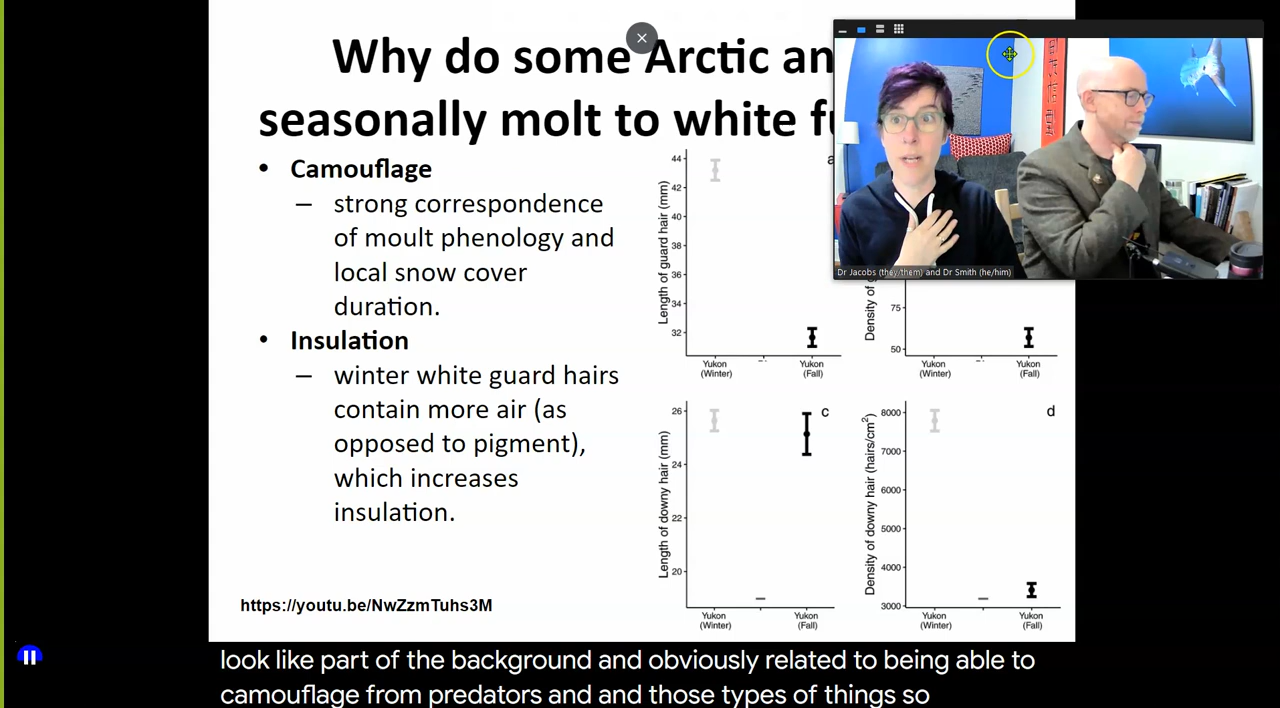 Why do some Arctic an
seasonally molt to white fu
• Camouflage
– strong correspondence
of moult phenology and
local snow cover
duration.
• Insulation
– winter white guard hairs
contain more air (as
opposed to pigment),
which increases
insulation.
https://youtu.be/NwZzmTuhs3M
Length of guard hair (mm)
44
42
40
38
36
34
32
Yukon
(Winter)
Yukon
(Fall)
Density of g
75
50
Yukon
(Winter)
Yukon
(Fall)
c
Length of downy hair (mm)
26
24
22
20
Yukon
(Winter)
Yukon
(Fall)
d
Density of downy hair (hairs/cm²)
8000
7000
6000
5000
4000
3000
Yukon
(Winter)
Yukon
(Fall)
Dr Jacobs (they/them) and Dr Smith (he/him)
look like part of the background and obviously related to being able to
camouflage from predators and and those types of things so